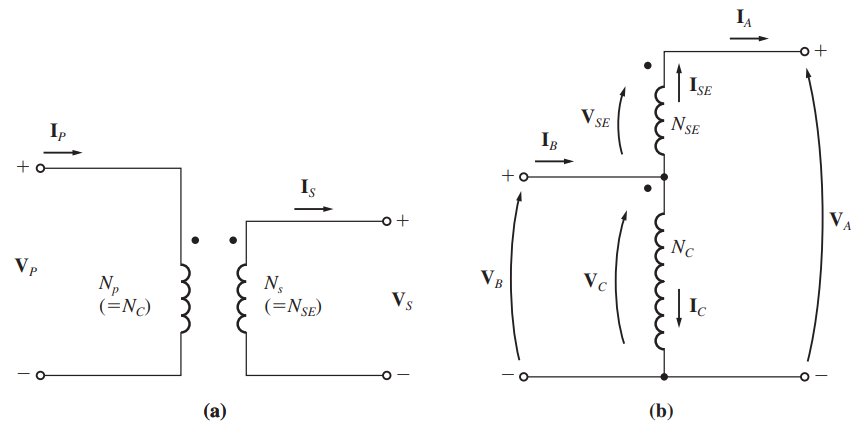 I_P
+
V_P
N_p
(=N_C)
−
I_S
+
N_s
(=N_SE)
V_S
−
(a)
I_A
+
I_SE
V_SE
N_SE
I_B
+
V_B
V_C
N_C
I_C
V_A
−
−
(b)